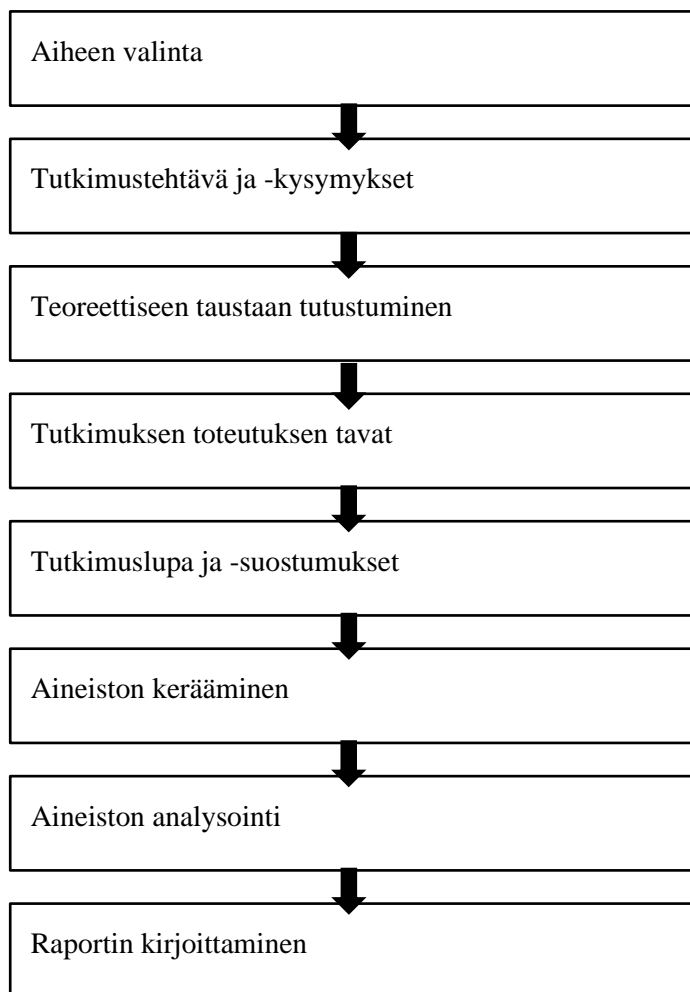 Aiheen valinta
Tutkimustehtävä ja -kysymykset
Teoreettiseen taustaan tutustuminen
Tutkimuksen toteutuksen tavat
Tutkimuslupa ja -suostumukset
Aineiston kerääminen
Aineiston analysointi
Raportin kirjoittaminen